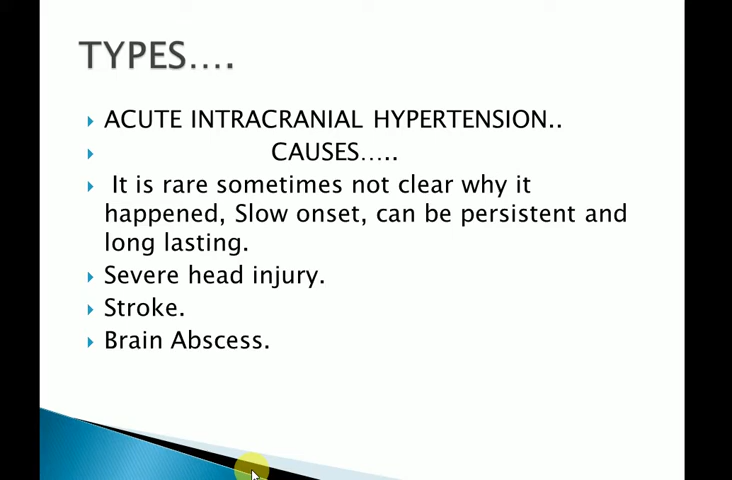 TYPES....
ACUTE INTRACRANIAL HYPERTENSION..
CAUSES.....
It is rare sometimes not clear why it
happened, Slow onset, can be persistent and
long lasting.
Severe head injury.
Stroke.
Brain Abscess.